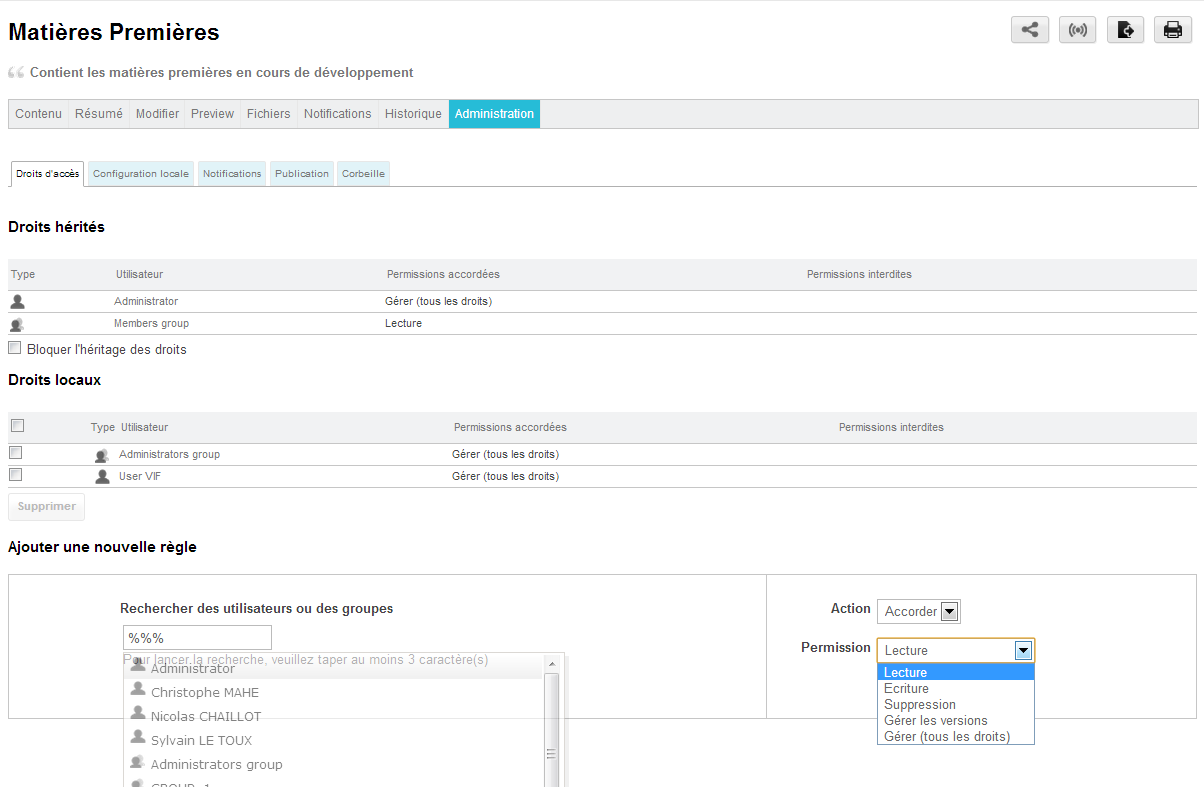 Matières Premières
Contient les matières premières en cours de développement
Contenu Résumé Modifier Preview Fichiers Notifications Historique Administration
Droits d'accès Configuration locale Notifications Publication Corbeille
Droits hérités
Type Utilisateur Permissions accordées Permissions interdites
Administrator Gérer (tous les droits)
Members group Lecture
Bloquer l'héritage des droits
Droits locaux
Type Utilisateur Permissions accordées Permissions interdites
Administrators group Gérer (tous les droits)
User VIF Gérer (tous les droits)
Supprimer
Ajouter une nouvelle règle
Rechercher des utilisateurs ou des groupes
%%%
Pour lancer la recherche, veuillez taper au moins 3 caractère(s)
Administrator
Christophe MAHE
Nicolas CHAILLOT
Sylvain LE TOUX
Administrators group
GROUP_1
Action Accorder
Permission Lecture
Lecture
Ecriture
Suppression
Gérer les versions
Gérer (tous les droits)